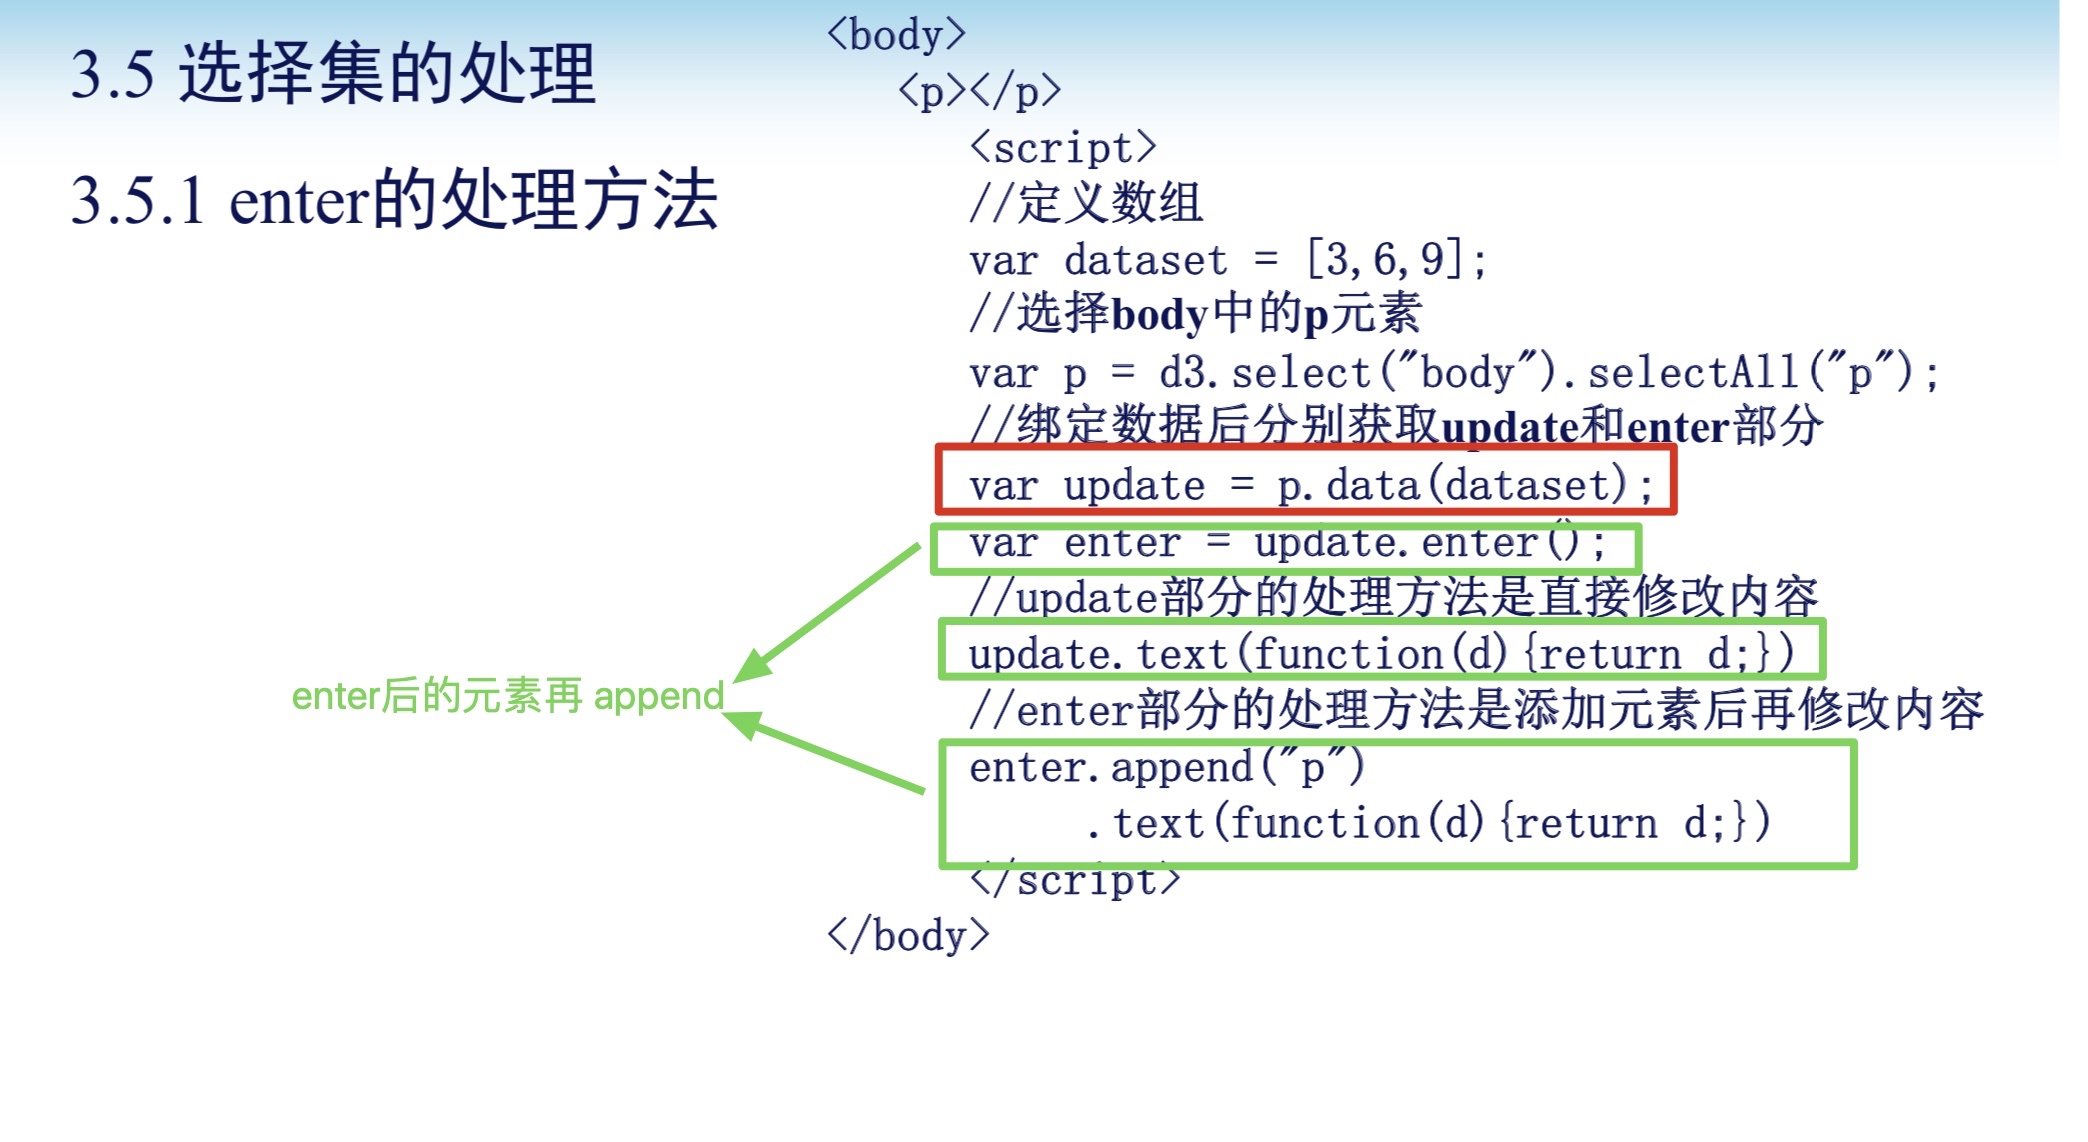 3.5 选择集的处理
3.5.1 enter的处理方法
<body>
<p></p>
<script>
//定义数组
var dataset = [3,6,9];
//选择body中的p元素
var p = d3.select("body").selectAll("p");
//绑定数据后分别获取update和enter部分
var update = p.data(dataset);
var enter = update.enter();
//update部分的处理方法是直接修改内容
update.text(function(d){return d;})
//enter部分的处理方法是添加元素后再修改内容
enter.append("p")
.text(function(d){return d;})
</script>
</body>
enter后的元素再 append